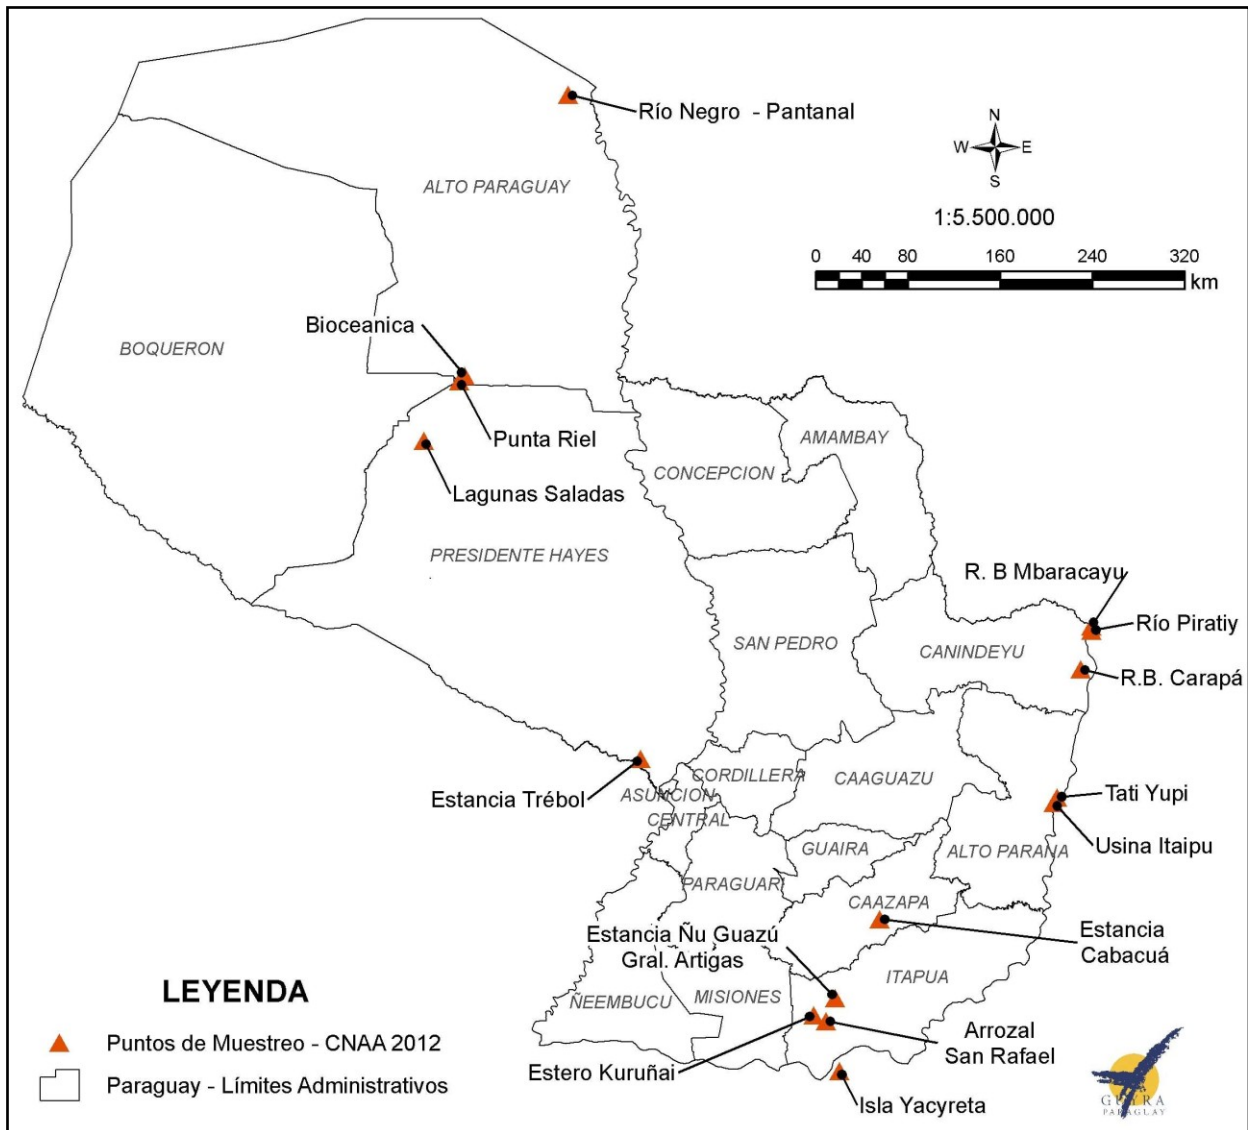 Río Negro - Pantanal
N
W E
S
1:5.500.000
0 40 80 160 240 320
km
ALTO PARAGUAY
Bioceanica
BOQUERON
Punta Riel
AMAMBAY
CONCEPCION
Lagunas Saladas
PRESIDENTE HAYES
R. B Mbaracayu
Río Piratiy
SAN PEDRO
CANINDEYU
R.B. Carapá
CORDILLERA
CAAGUAZU
Estancia Trébol
ASUNCION
CENTRAL
Tati Yupi
Usina Itaipu
GUAIRA
ALTO PARANA
PARAGUARI
CAAZAPA
Estancia Ñu Guazú
Gral. Artigas
Estancia
Cabacuá
ITAPUA
LEYENDA
ÑEEMBUCU
MISIONES
Arrozal
San Rafael
Puntos de Muestreo - CNAA 2012
Estero Kuruñai
Paraguay - Límites Administrativos
Isla Yacyreta
GUYRA
PARAGUAY